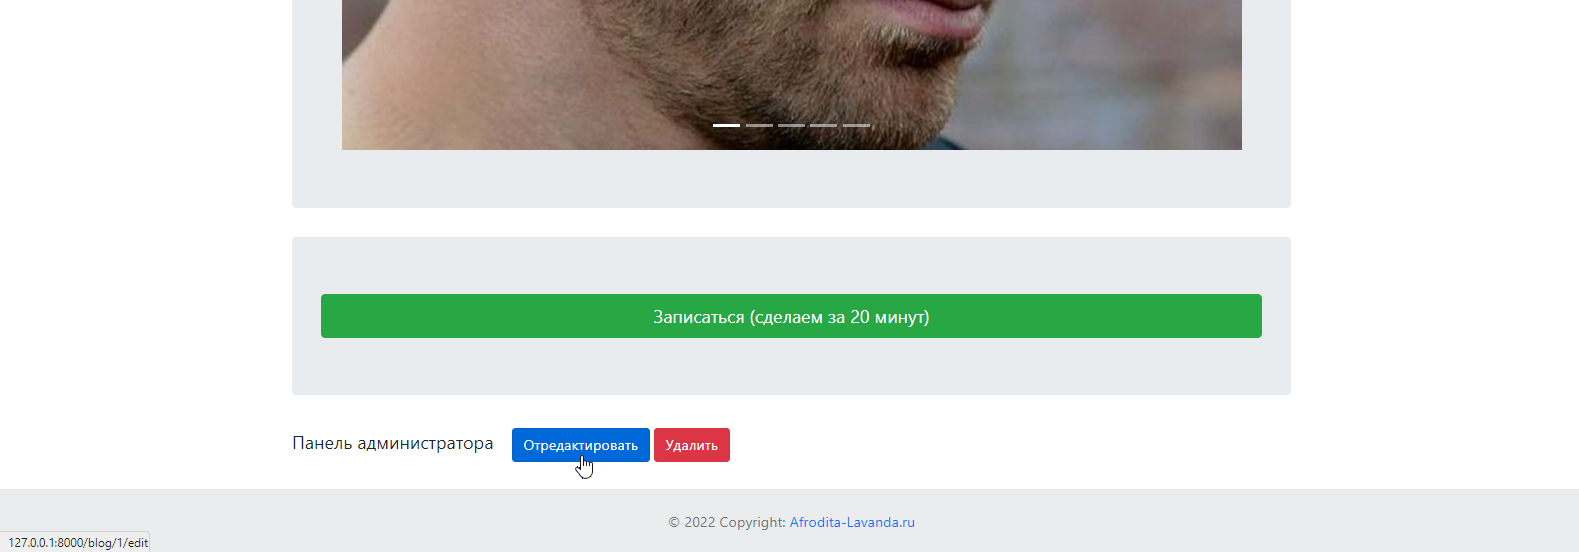 Записаться (сделаем за 20 минут)
Панель администратора Отредактировать Удалить
© 2022 Copyright: Afrodita-Lavanda.ru
127.0.0.1:8000/blog/1/edit